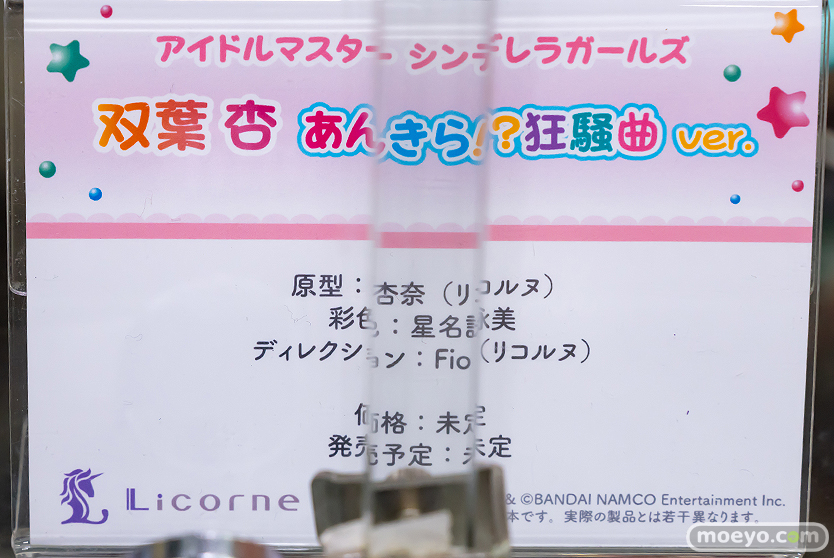 アイドルマスター シンデレラガールズ
双葉杏 あんきら!?狂騒曲 ver.
原型：杏奈（リコルヌ）
彩色：星名詠美
ディレクション：Fio（リコルヌ）
価格：未定
発売予定：未定
Licorne
& ©BANDAI NAMCO Entertainment Inc.
本です。実際の製品とは若干異なります。
moeyo.com